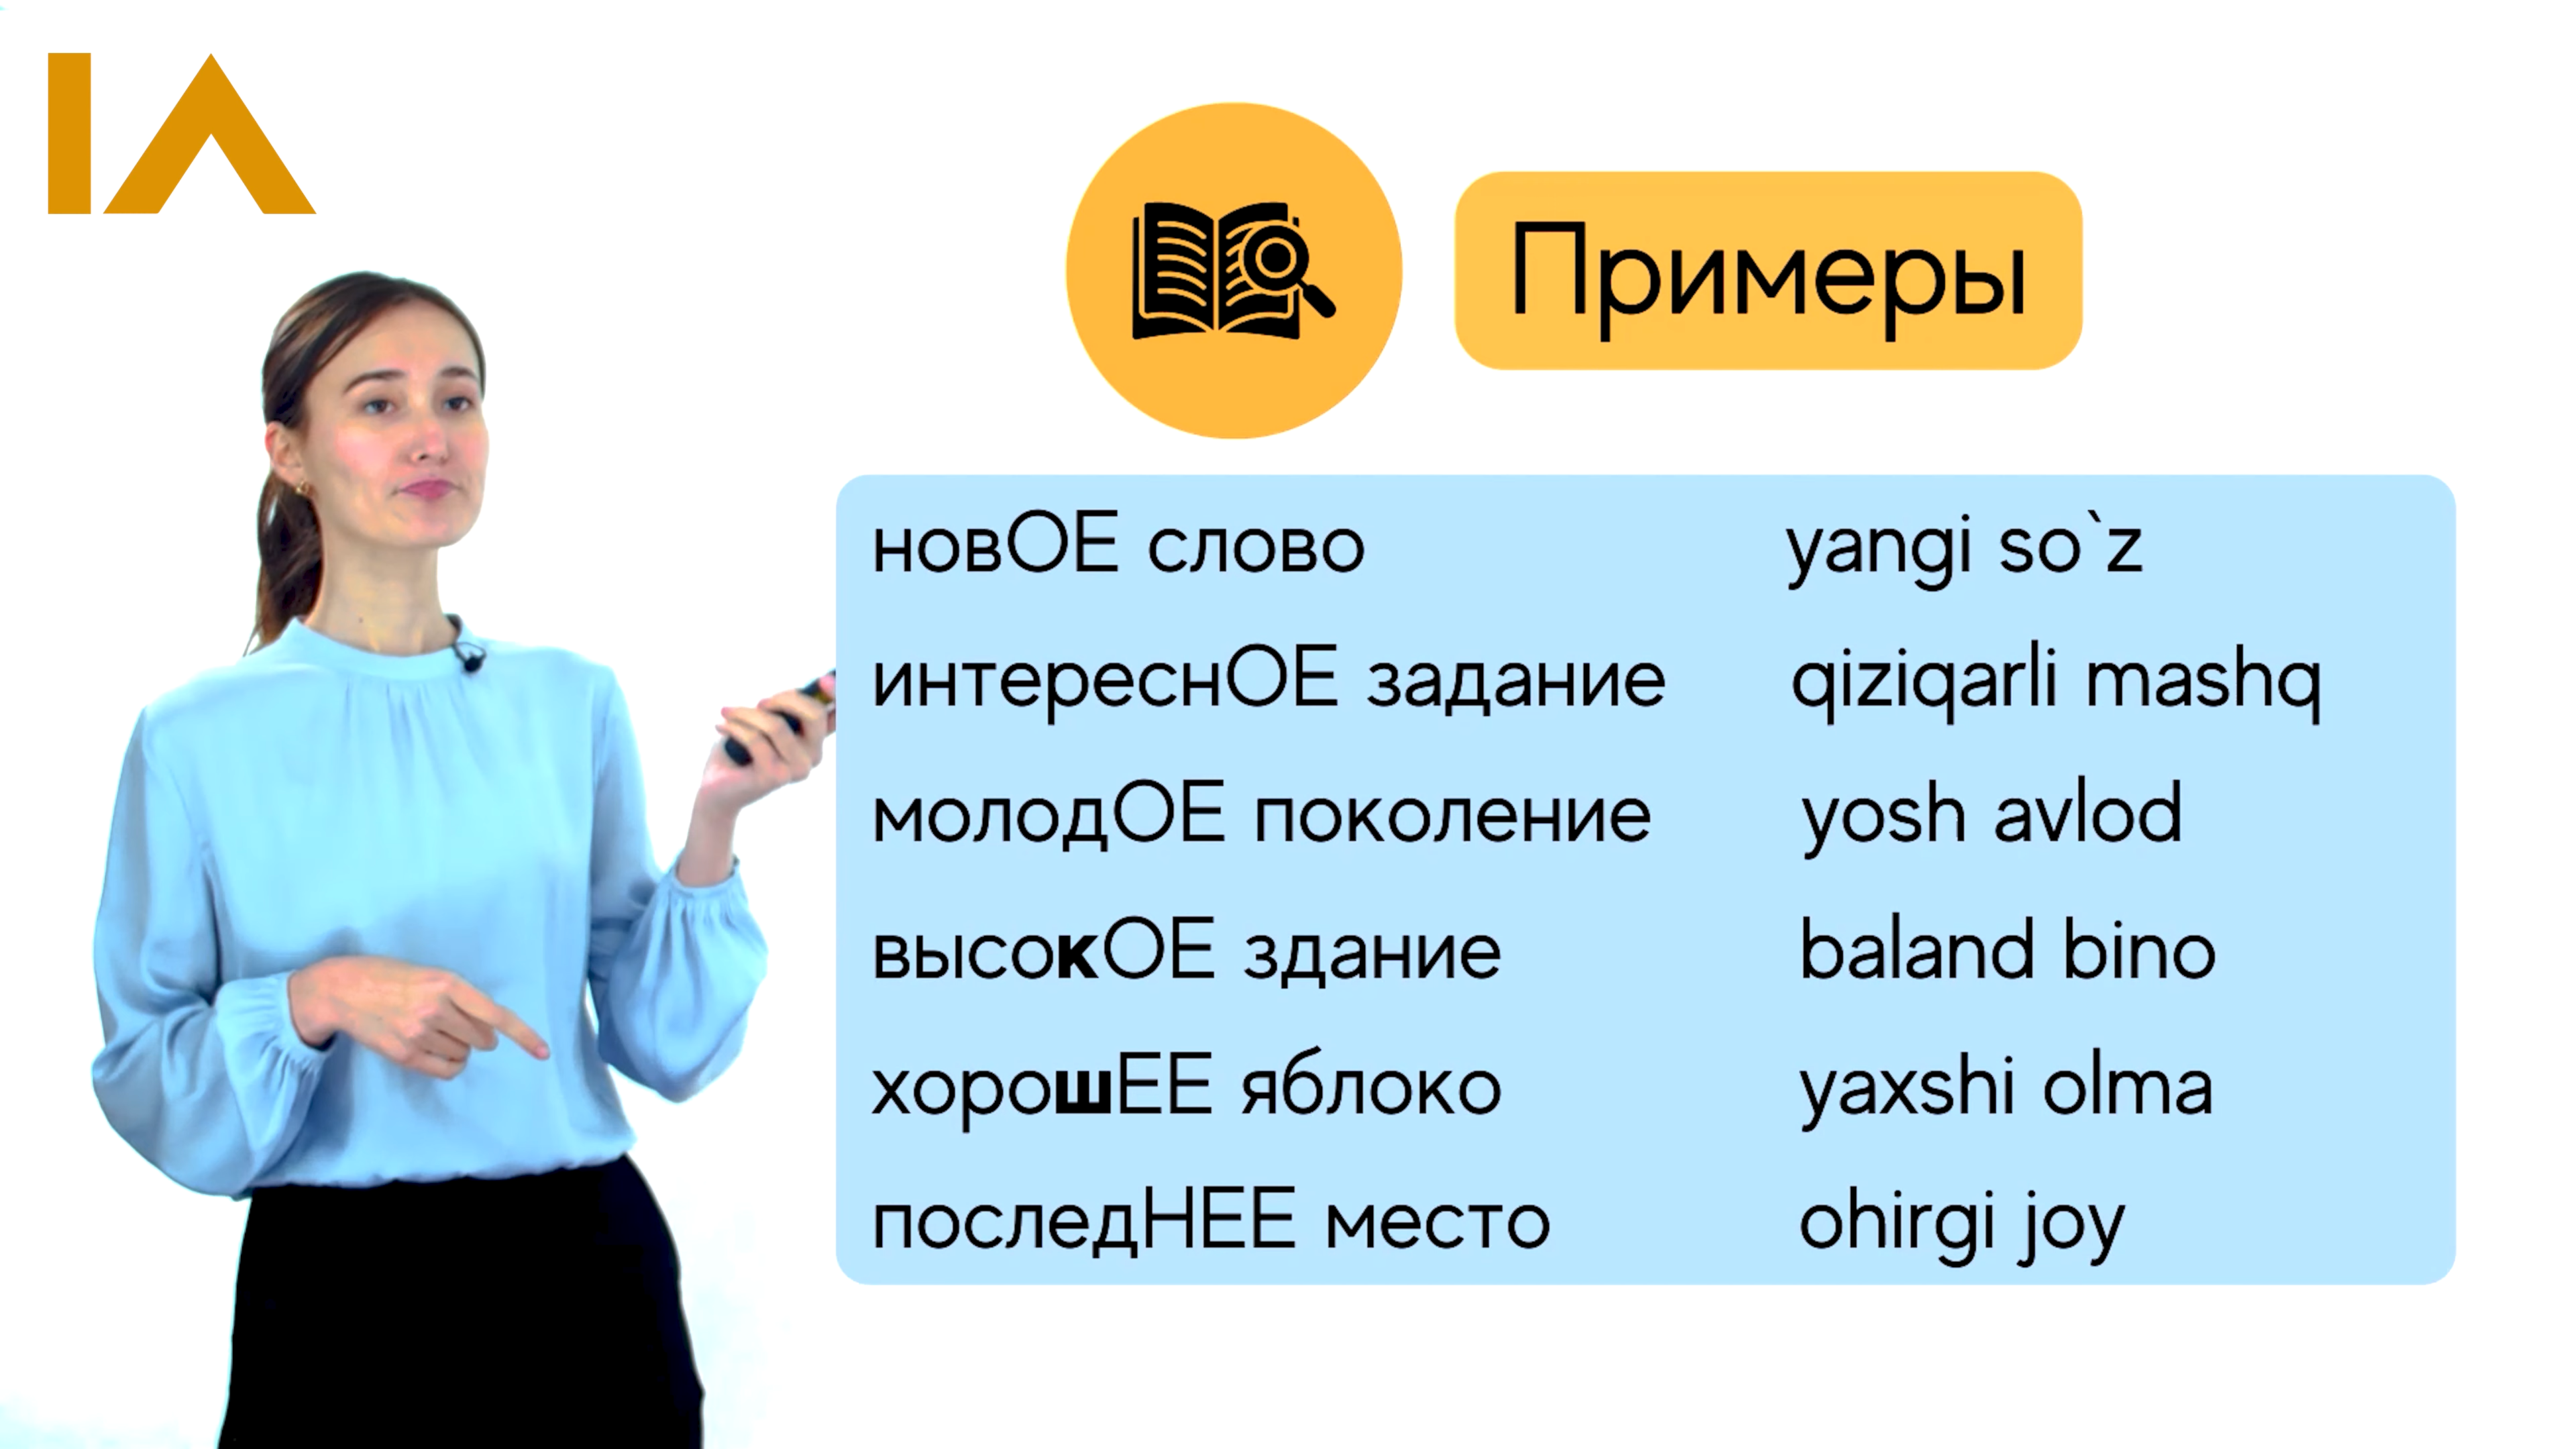 IA
Примеры
новОЕ слово yangi so`z
интереснОЕ задание qiziqarli mashq
молодОЕ поколение yosh avlod
высокОЕ здание baland bino
хорошЕЕ яблоко yaxshi olma
последНЕЕ место ohirgi joy